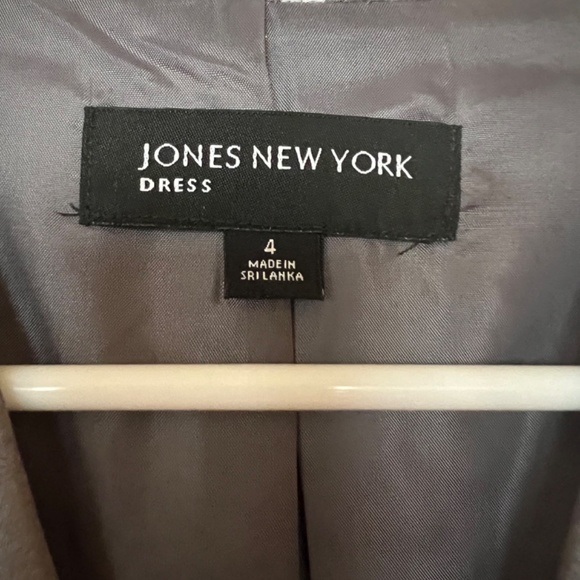 JONES NEW YORK
DRESS
4
MADE IN
SRI LANKA